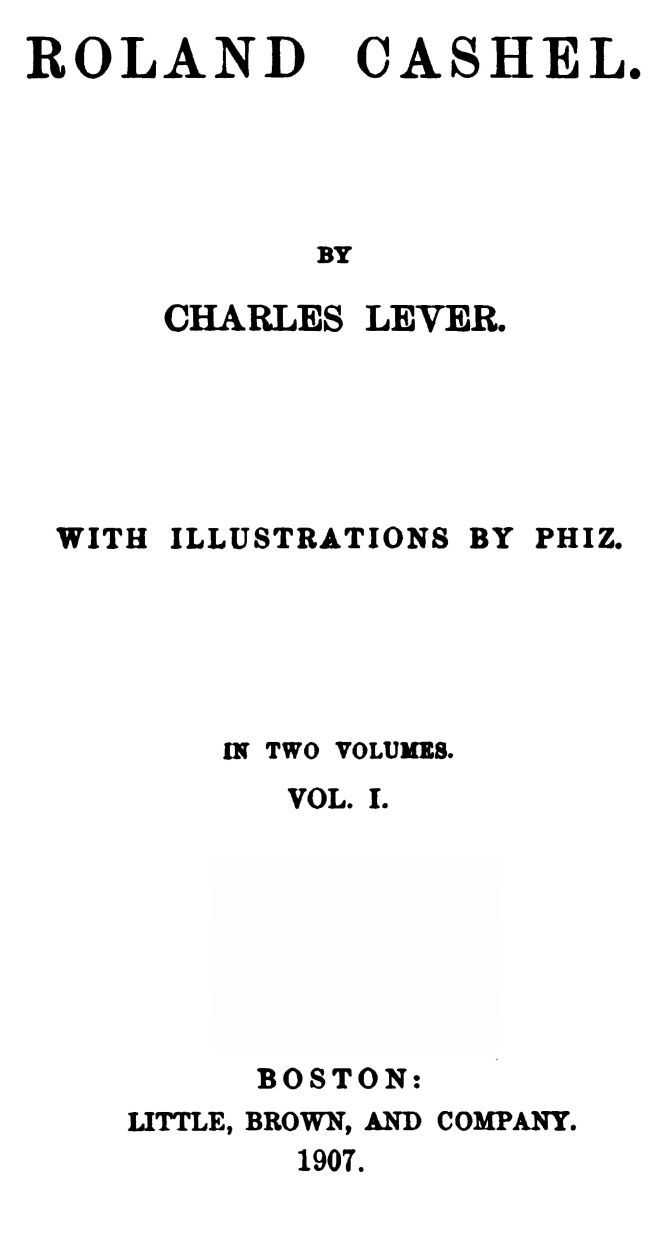 ROLAND CASHEL.
BY
CHARLES LEVER.
WITH ILLUSTRATIONS BY PHIZ.
IN TWO VOLUMES.
VOL. I.
BOSTON:
LITTLE, BROWN, AND COMPANY.
1907.